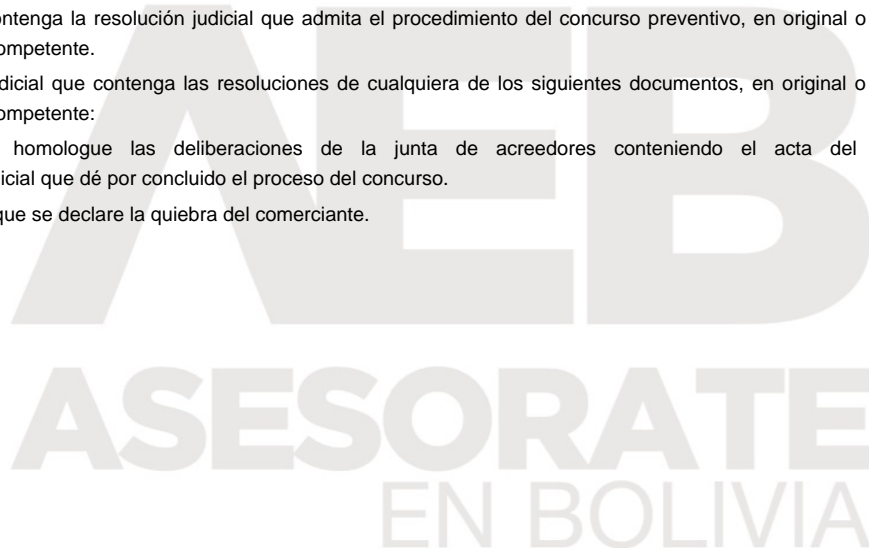 ontenga la resolución judicial que admita el procedimiento del concurso preventivo, en original o
ompetente.
dicial que contenga las resoluciones de cualquiera de los siguientes documentos, en original o
ompetente:
homologue las deliberaciones de la junta de acreedores conteniendo el acta del
icial que dé por concluido el proceso del concurso.
que se declare la quiebra del comerciante.
AEB
ASESORATE
EN BOLIVIA